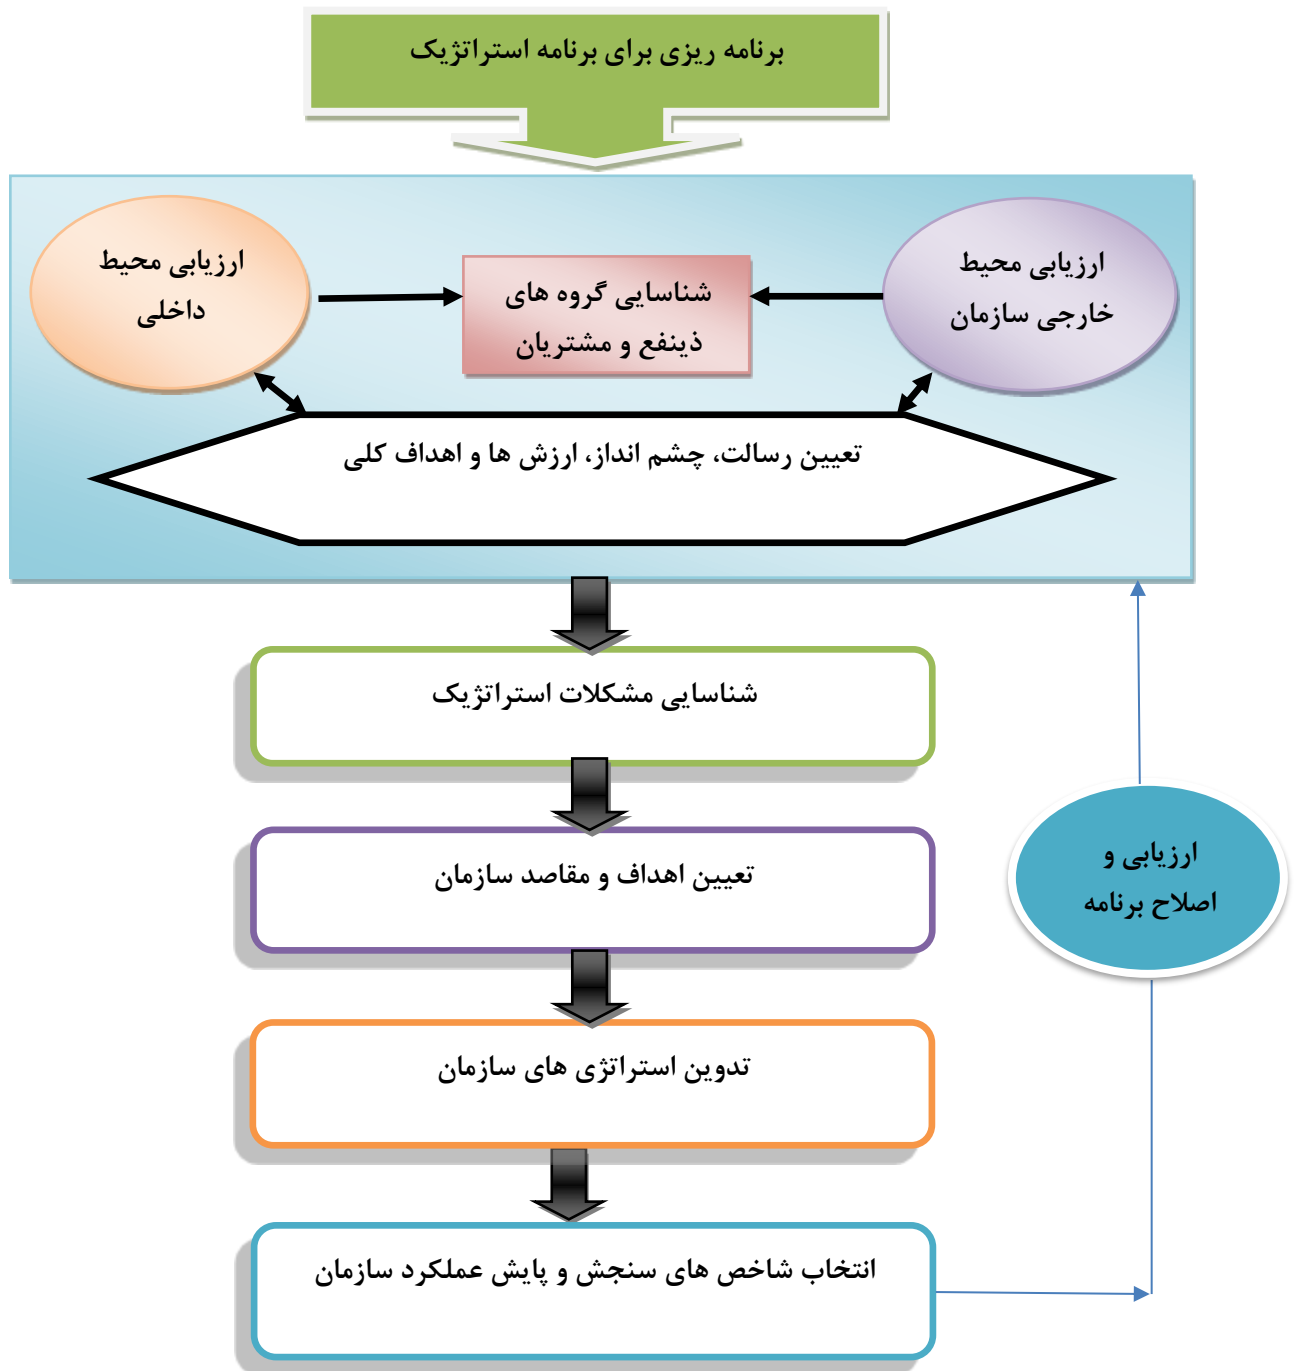 برنامه ریزی برای برنامه استراتژیک
ارزیابی محیط
خارجی سازمان
شناسایی گروه های
ذینفع و مشتریان
ارزیابی محیط
داخلی
تعیین رسالت، چشم انداز، ارزش ها و اهداف کلی
شناسایی مشکلات استراتژیک
تعیین اهداف و مقاصد سازمان
تدوین استراتژی های سازمان
انتخاب شاخص های سنجش و پایش عملکرد سازمان
ارزیابی و
اصلاح برنامه